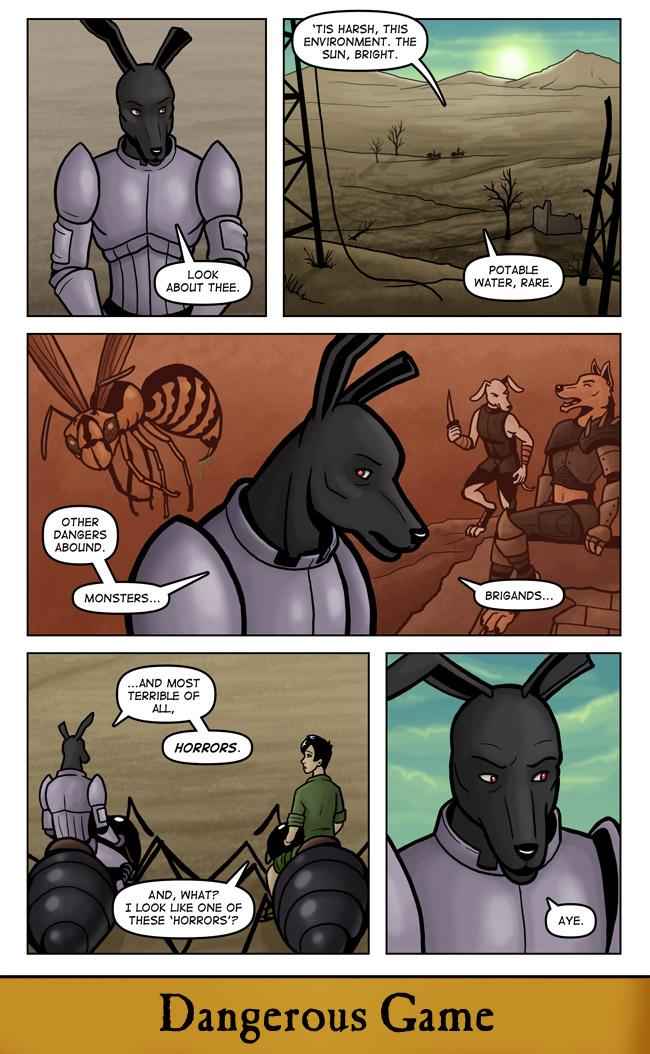 LOOK
ABOUT THEE.
'TIS HARSH, THIS
ENVIRONMENT. THE
SUN, BRIGHT.
POTABLE
WATER, RARE.
OTHER
DANGERS
ABOUND.
MONSTERS...
BRIGANDS...
...AND MOST
TERRIBLE OF
ALL,
HORRORS.
AND, WHAT?
I LOOK LIKE ONE OF
THESE 'HORRORS'?
AYE.
Dangerous Game